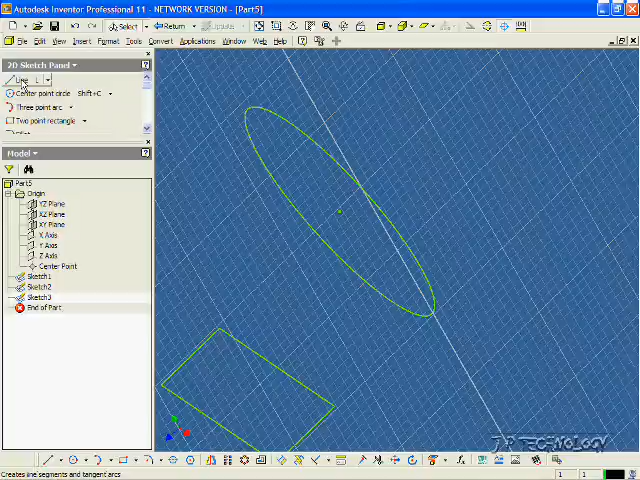 Autodesk Inventor Professional 11 - NETWORK VERSION - [Part5]
Select
Return
Updates
File Edit View Insert Format Tools Convert Applications Window Web Help
2D Sketch Panel
Line L
Center point circle Shift+C
Three point arc
Two point rectangle
Model
Part5
Origin
YZ Plane
XZ Plane
XY Plane
X Axis
Y Axis
Z Axis
Center Point
Sketch1
Sketch2
Sketch3
End of Part
Creates line segments and tangent arcs
1 1